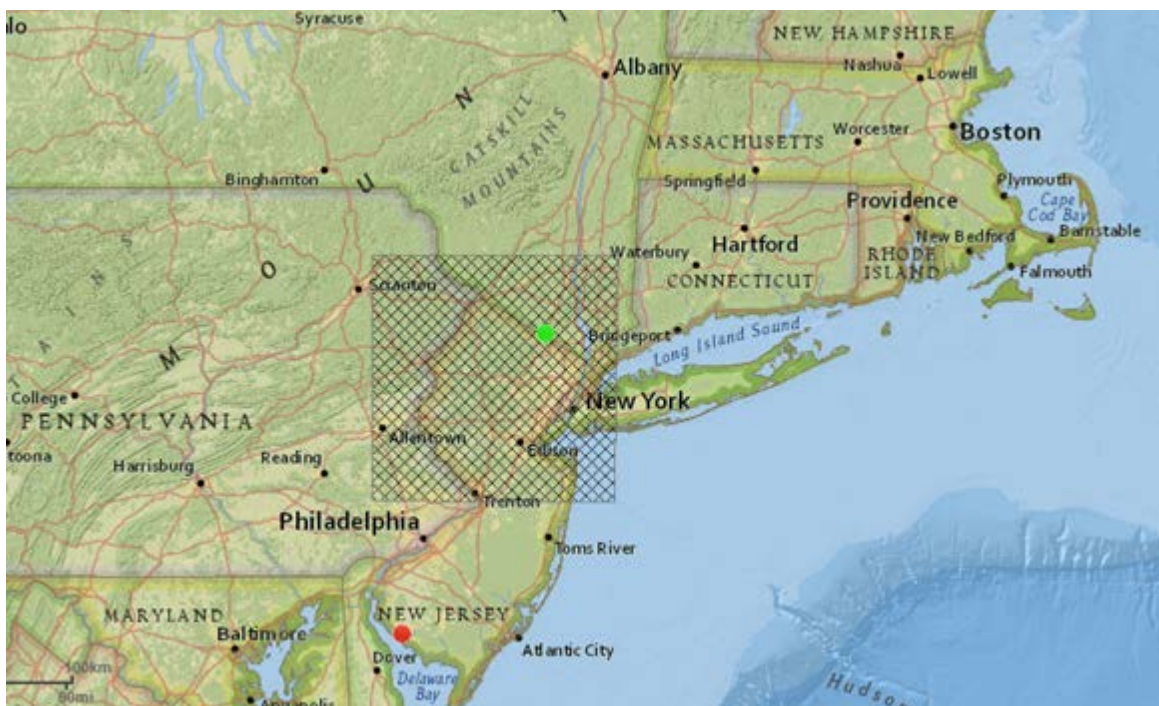 lo
Syracuse
NEW HAMPSHIRE
Nashua
Lowell
Albany
N
T
CATSKILL
MOUNTAINS
MASSACHUSETTS
Worcester
Boston
Binghamton
U
Springfield
Plymouth
Cape
Cod Bay
Providence
Hartford
New Bedford
Barnstable
Waterbury
RHODE
ISLAND
Falmouth
CONNECTICUT
O
Scranton
Bridgeport
Long Island Sound
M
T A I N S
College
New York
PENNSYLVANIA
Allentown
Edison
toona
Harrisburg
Reading
Trenton
Philadelphia
Toms River
MARYLAND
NEW JERSEY
Baltimore
Atlantic City
Dover
100km
Delaware
Bay
Hudson